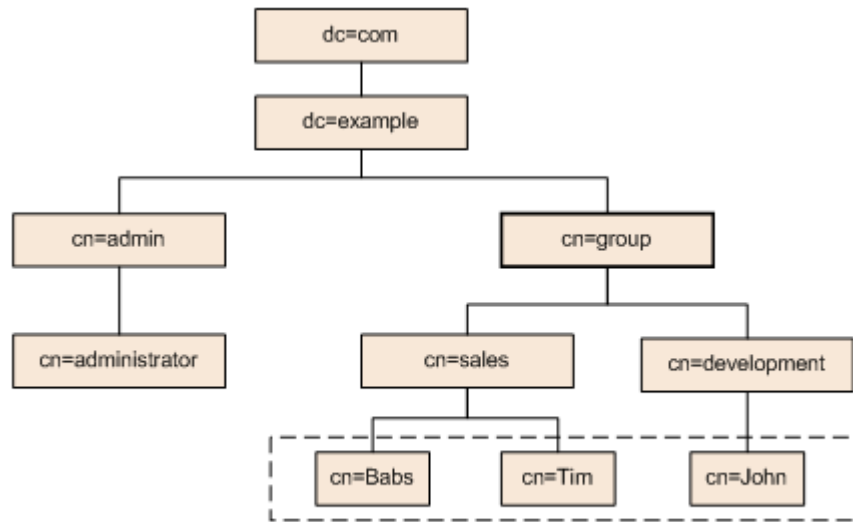 dc=com
dc=example
cn=admin
cn=group
cn=administrator
cn=sales
cn=development
cn=Babs
cn=Tim
cn=John